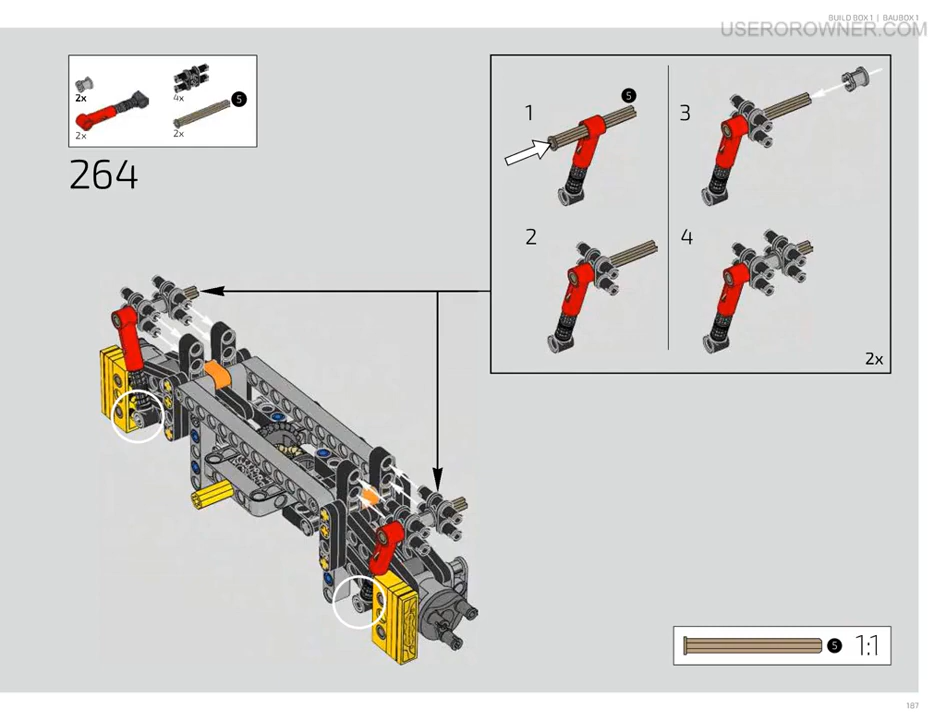 BUILD BOX 1 | BAUBOX 1
USEROROWNER.COM
2x
4x
5
2x
2x
264
1
5
3
2
4
2x
5
1:1
187